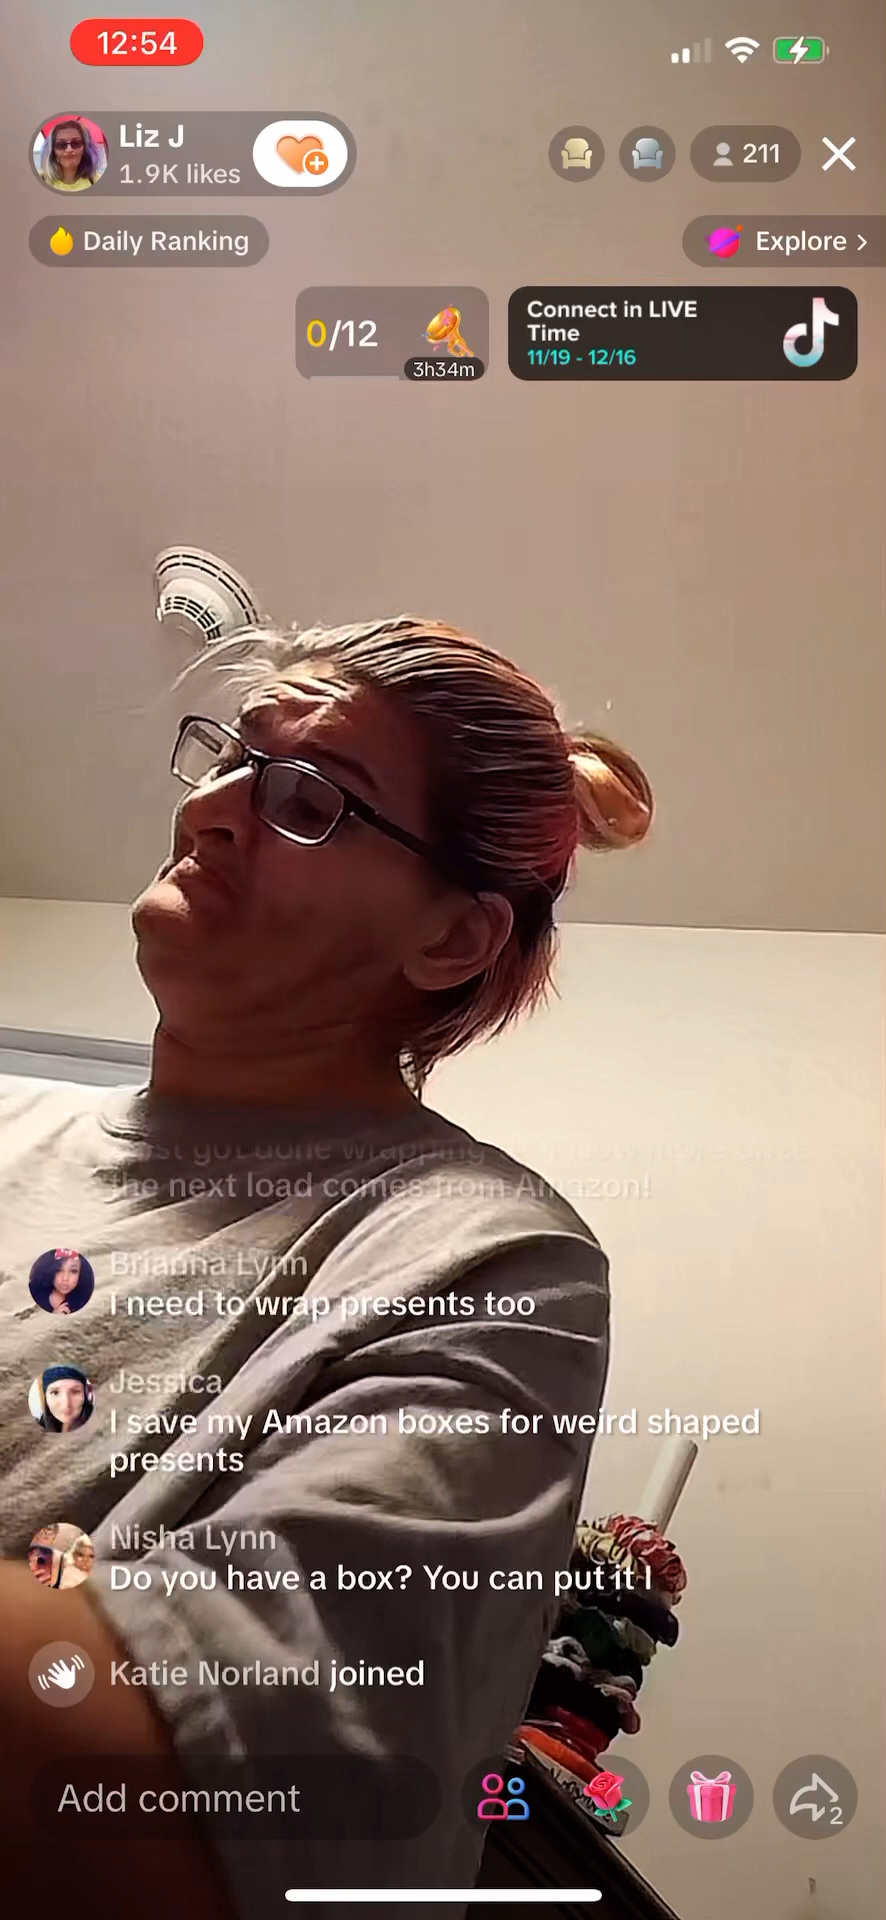 12:54
Liz J
1.9K likes
211
Daily Ranking
Explore >
0/12
3h34m
Connect in LIVE
Time
11/19 - 12/16
got done wrapping
the next load comes from Amazon!
Brianna Lynn
I need to wrap presents too
Jessica
I save my Amazon boxes for weird shaped
presents
Nisha Lynn
Do you have a box? You can put it I
Katie Norland joined
Add comment
2